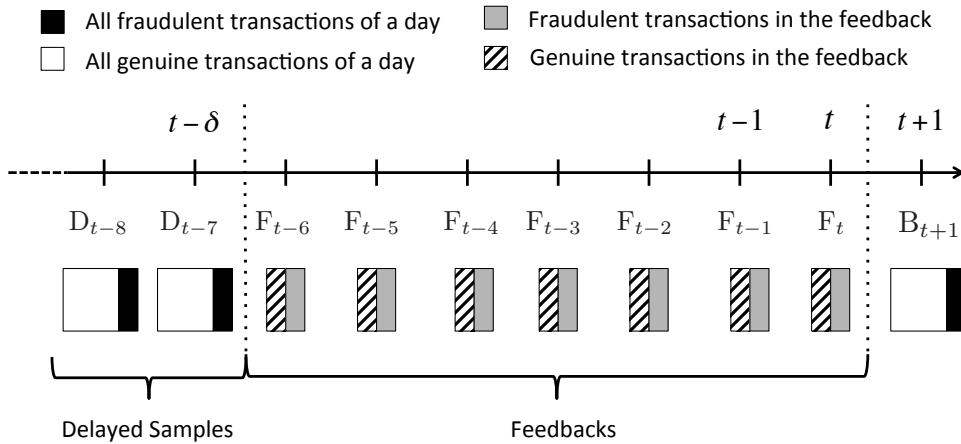 All fraudulent transactions of a day Fraudulent transactions in the feedback
All genuine transactions of a day Genuine transactions in the feedback
t−δ t−1 t t+1
D_{t−8} D_{t−7} F_{t−6} F_{t−5} F_{t−4} F_{t−3} F_{t−2} F_{t−1} F_t B_{t+1}
Delayed Samples Feedbacks